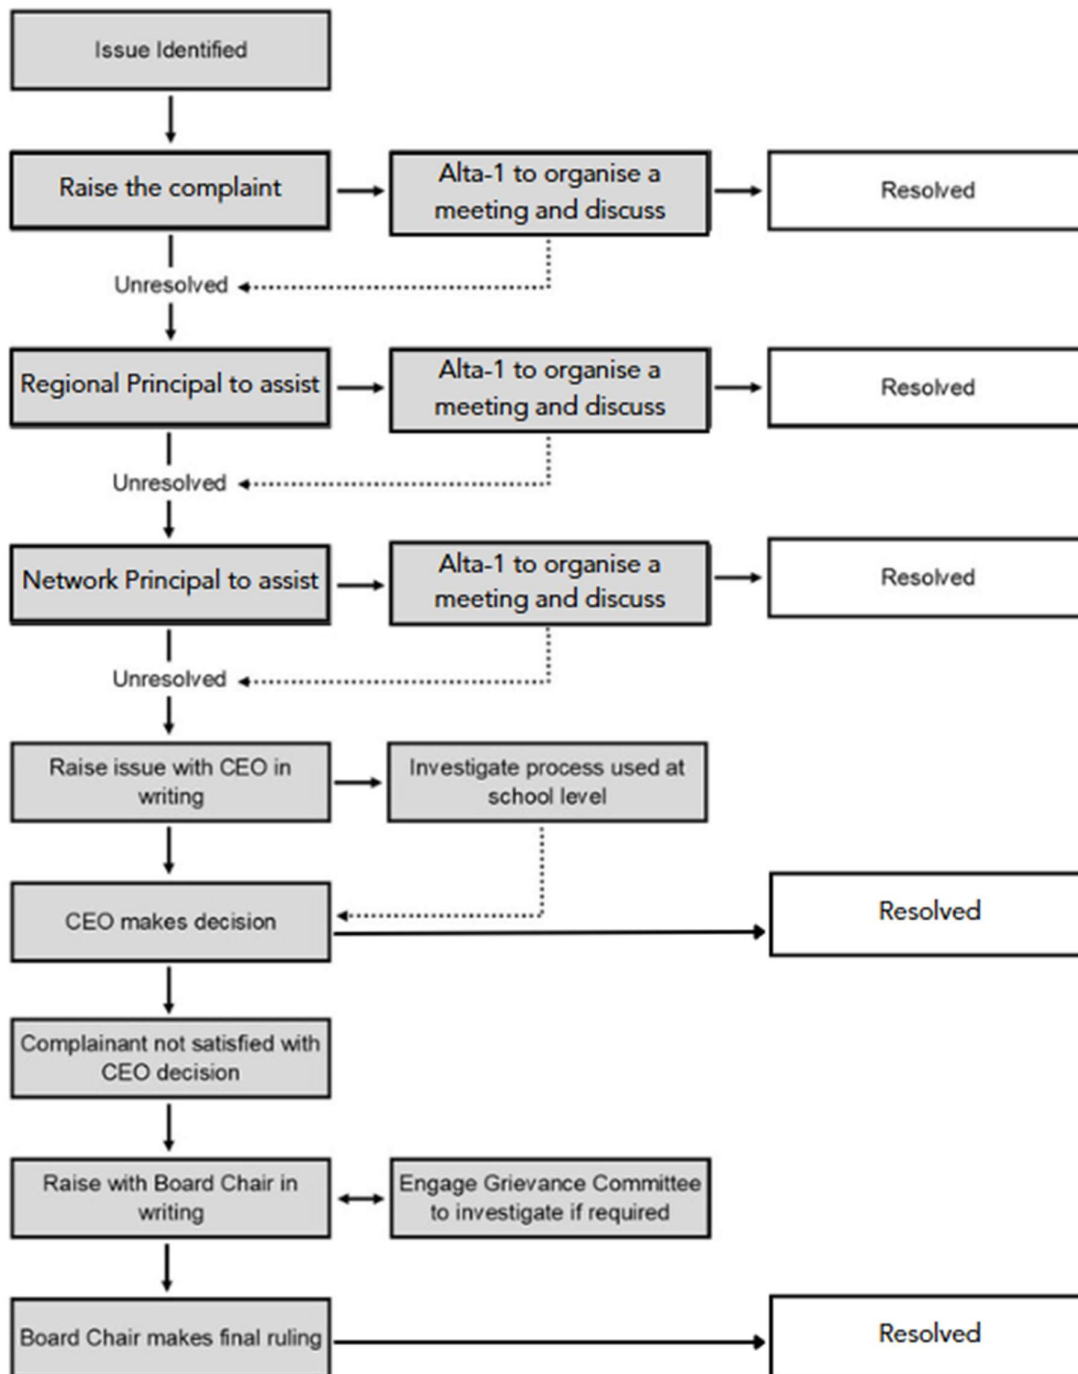 Issue Identified
Raise the complaint
Alta-1 to organise a
meeting and discuss
Resolved
Unresolved
Regional Principal to assist
Alta-1 to organise a
meeting and discuss
Resolved
Unresolved
Network Principal to assist
Alta-1 to organise a
meeting and discuss
Resolved
Unresolved
Raise issue with CEO in
writing
Investigate process used at
school level
CEO makes decision
Resolved
Complainant not satisfied with
CEO decision
Raise with Board Chair in
writing
Engage Grievance Committee
to investigate if required
Board Chair makes final ruling
Resolved